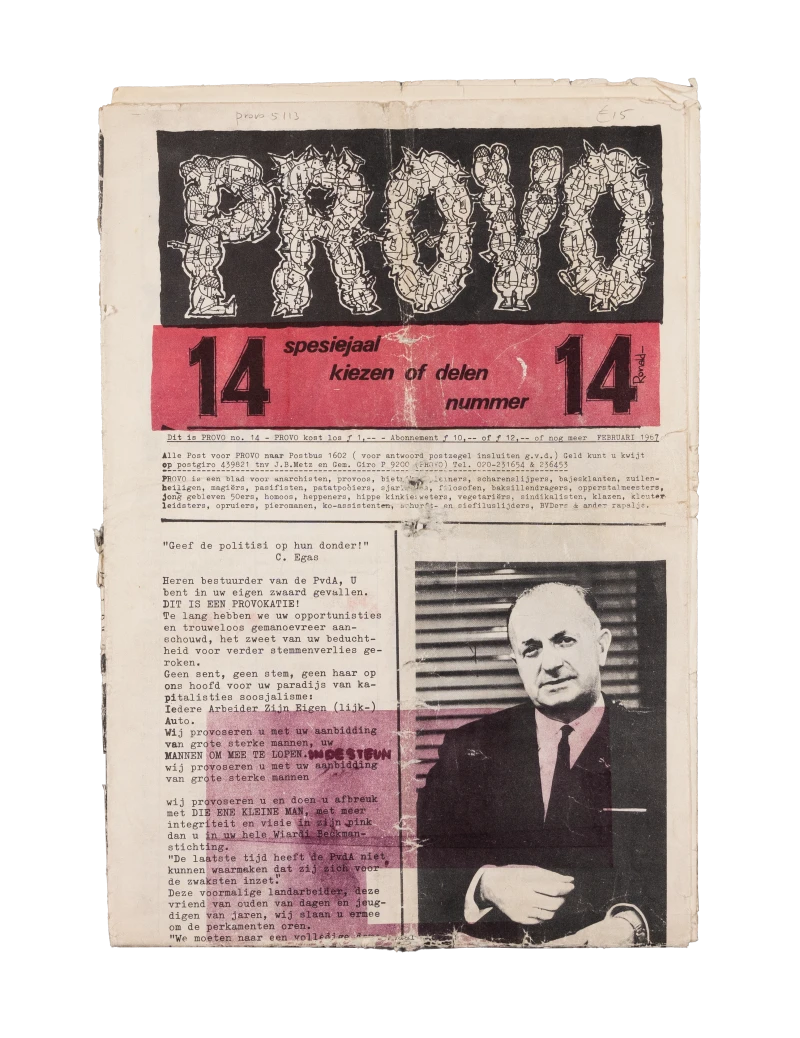 provo 5/13
€15
PROVO
14
spesiejaal
kiezen of delen
nummer
14
Ronald-
Dit is PROVO no. 14 - PROVO kost los ƒ 1,-- - Abonnement ƒ 10,-- of ƒ 12,-- of nog meer FEBRUARI 1967
Alle Post voor PROVO naar Postbus 1602 ( voor antwoord postzegel insluiten g.v.d.) Geld kunt u kwijt
op postgiro 439821 tnv J.B.Metz en Gem. Giro P 9200 (PROVO) Tel. 020-231654 & 236453
PROVO is een blad voor anarchisten, provoos, scharenslijpers, bajesklanten, zuilen-
heiligen, magiërs, pasifisten, patatpohiers, filosofen, baksillendragers, opperstalmeesters,
jong gebleven 50ers, homoos, heppeners, hippe vegetariërs, sindikalisten, klazen, kleuter
leidsters, opruiers, pieromanen, ko-assistenten, schurft- en siefiluslijders, BVDers & ander rapalje.
"Geef de politisi op hun donder!"
C. Egas
Heren bestuurder van de PvdA, U
bent in uw eigen zwaard gevallen.
DIT IS EEN PROVOKATIE!
Te lang hebben we uw opportunisties
en trouweloos gemanoevreer aan-
schouwd, het zweet van uw beducht-
heid voor verder stemmenverlies ge-
roken.
Geen sent, geen stem, geen haar op
ons hoofd voor uw paradijs van ka-
pitalisties soosjalisme:
Iedere Arbeider Zijn Eigen (lijk-)
Auto.
Wij provoseren u met uw aanbidding
van grote sterke mannen, uw
MANNEN OM MEE TE LOPEN. IN DE STEUN
wij provoseren u met uw aanbidding
van grote sterke mannen
wij provoseren u en doen u afbreuk
met DIE ENE KLEINE MAN, met meer
integriteit en visie in zijn pink
dan u in uw hele Wiardi Beckman-
stichting.
"De laatste tijd heeft de PvdA niet
kunnen waarmaken dat zij zich voor
de zwaksten inzet".
Deze voormalige landarbeider, deze
vriend van ouden van dagen en jeug-
digen van jaren, wij slaan u ermee
om de perkamenten oren.
"We moeten naar een volledige